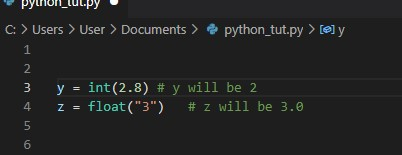 python_tut.py ●
C: > Users > User > Documents > python_tut.py > y
1
2
3 y = int(2.8) # y will be 2
4 z = float("3") # z will be 3.0
5
6